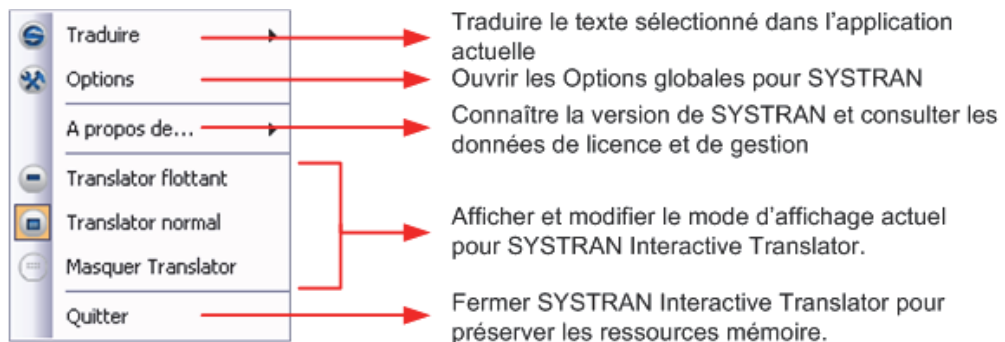 Traduire
Traduire le texte sélectionné dans l’application
actuelle
Options
Ouvrir les Options globales pour SYSTRAN
A propos de...
Connaître la version de SYSTRAN et consulter les
données de licence et de gestion
Translator flottant
Translator normal
Masquer Translator
Afficher et modifier le mode d’affichage actuel
pour SYSTRAN Interactive Translator.
Quitter
Fermer SYSTRAN Interactive Translator pour
préserver les ressources mémoire.